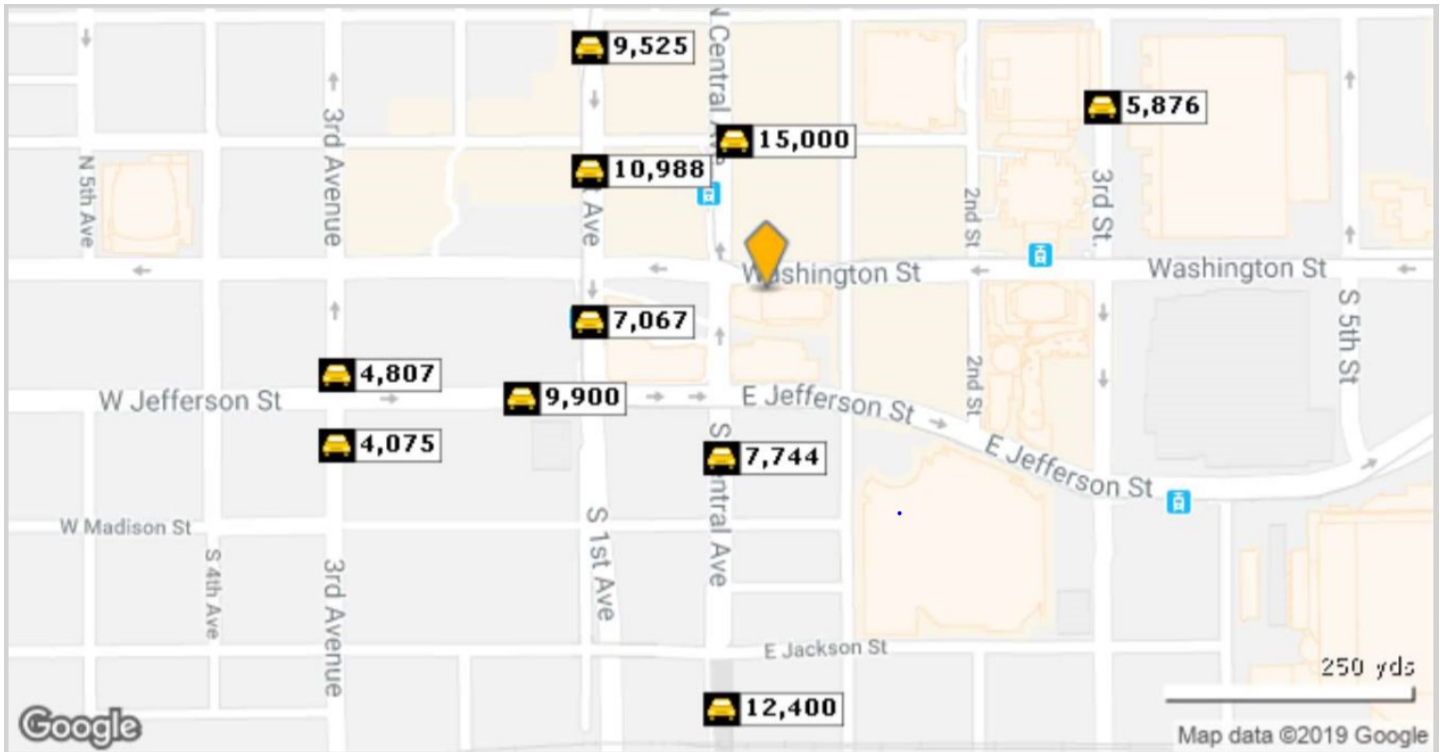 9,525
N Central Ave
5,876
15,000
3rd Avenue
N 5th Ave
10,988
3rd St.
2nd St
Ave
Washington St
Washington St
7,067
S 5th St
4,807
2nd St
W Jefferson St
9,900
E Jefferson St
4,075
7,744
E Jefferson St
S Central Ave
W Madison St
S 1st Ave
S 4th Ave
3rd Avenue
E Jackson St
250 yds
12,400
Google
Map data ©2019 Google